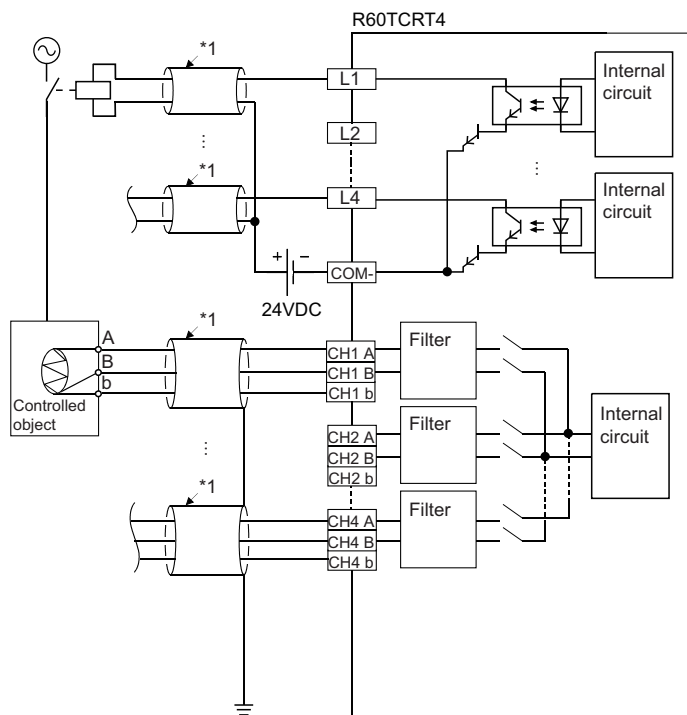 R60TCRT4
*1
L1
Internal
circuit
L2
*1
L4
Internal
circuit
+
−
COM-
24VDC
*1
A
B
b
Controlled
object
CH1 A
CH1 B
CH1 b
Filter
CH2 A
CH2 B
CH2 b
Filter
Internal
circuit
*1
CH4 A
CH4 B
CH4 b
Filter